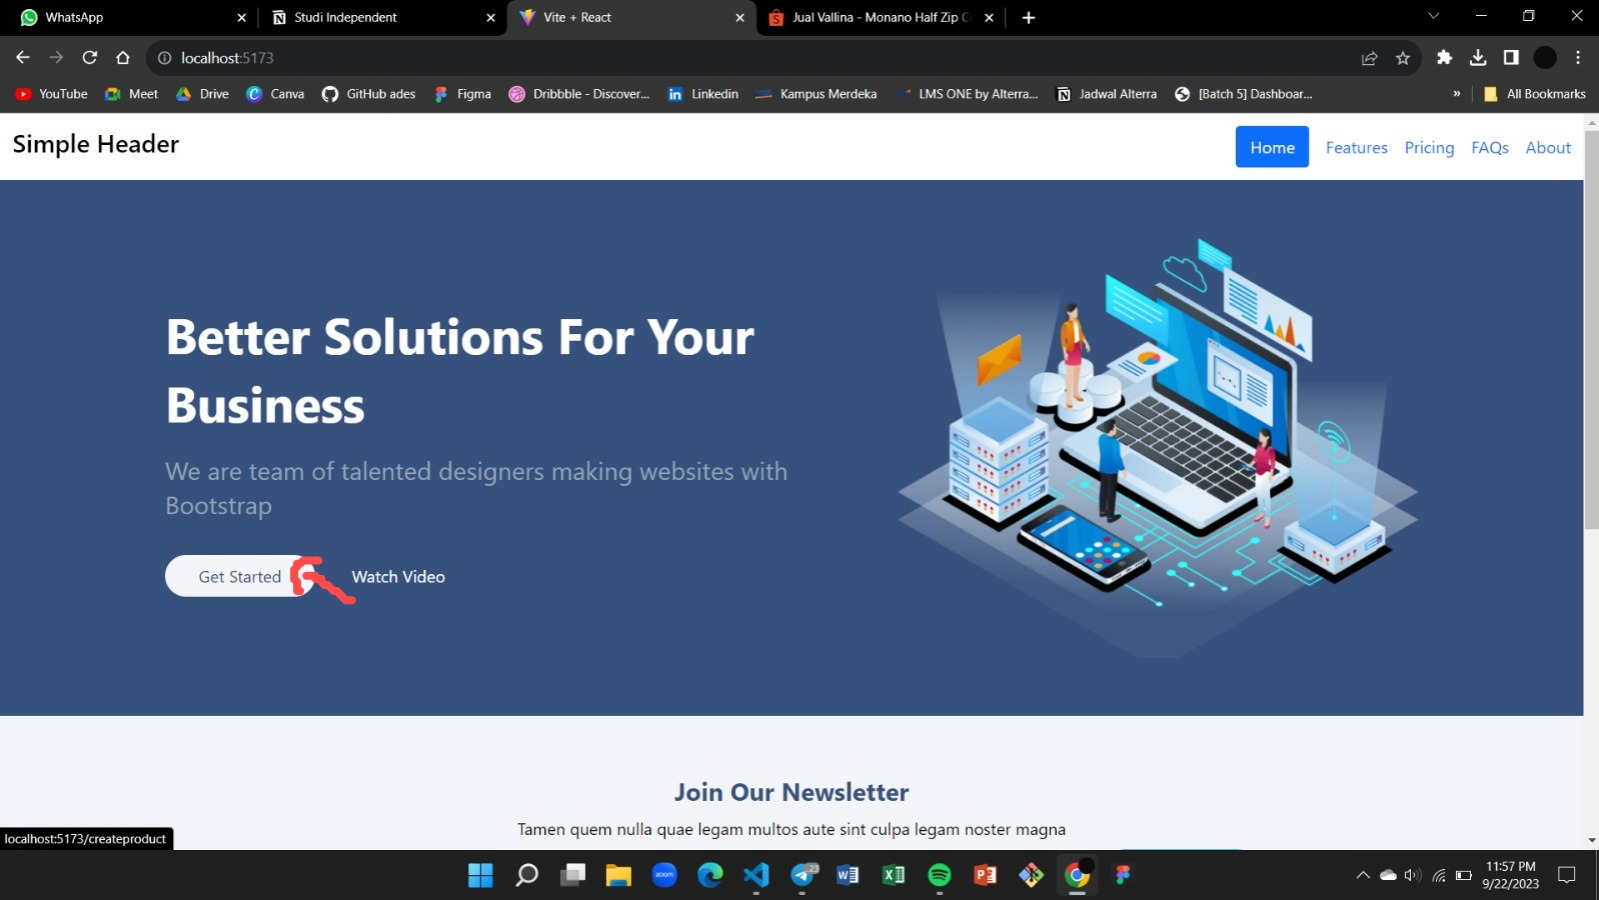 WhatsApp
Studi Independent
Vite + React
Jual Vallina - Monano Half Zip C
localhost:5173
YouTube
Meet
Drive
Canva
GitHub ades
Figma
Dribbble - Discover...
Linkedin
Kampus Merdeka
LMS ONE by Alterra...
Jadwal Alterra
[Batch 5] Dashboar...
»
All Bookmarks
Simple Header
Home
Features
Pricing
FAQs
About
Better Solutions For Your
Business
We are team of talented designers making websites with
Bootstrap
Get Started
Watch Video
Join Our Newsletter
Tamen quem nulla quae legam multos aute sint culpa legam noster magna
localhost:5173/createproduct
zoom
23
11:57 PM
9/22/2023